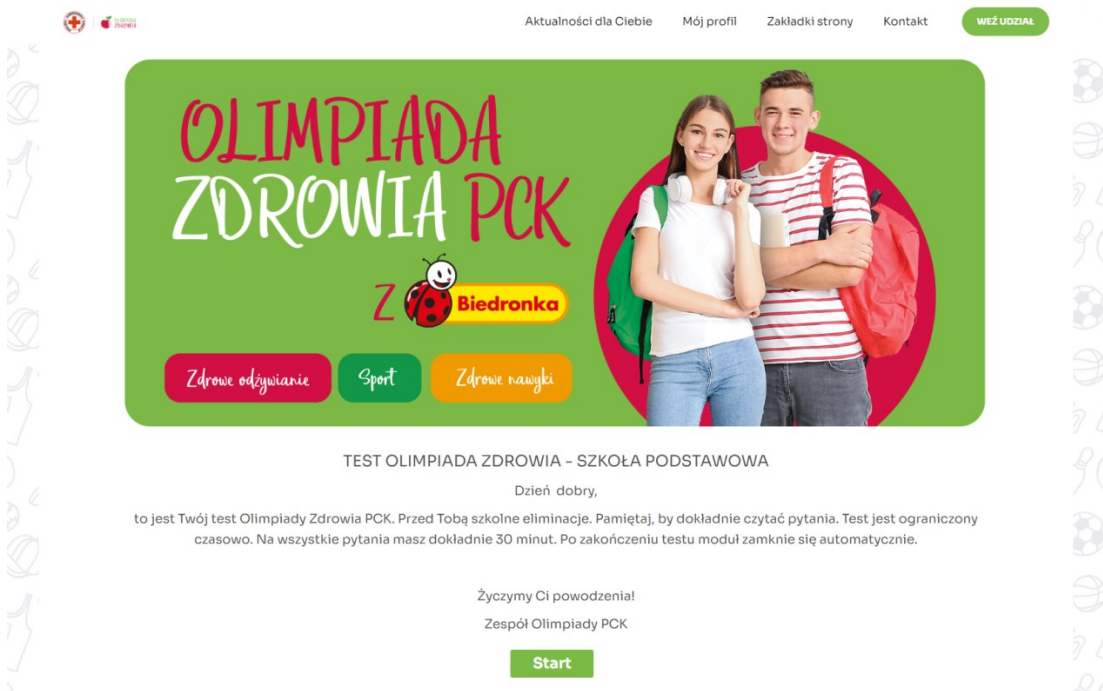 OLIMPIADA
ZDROWIA
Aktualności dla Ciebie
Mój profil
Zakładki strony
Kontakt
WEŹ UDZIAŁ
OLIMPIADA
ZDROWIA PCK
Z Biedronka
Zdrowe odżywianie
Sport
Zdrowe nawyki
TEST OLIMPIADA ZDROWIA - SZKOŁA PODSTAWOWA
Dzień dobry,
to jest Twój test Olimpiady Zdrowia PCK. Przed Tobą szkolne eliminacje. Pamiętaj, by dokładnie czytać pytania. Test jest ograniczony
czasowo. Na wszystkie pytania masz dokładnie 30 minut. Po zakończeniu testu moduł zamknie się automatycznie.
Życzymy Ci powodzenia!
Zespół Olimpiady PCK
Start